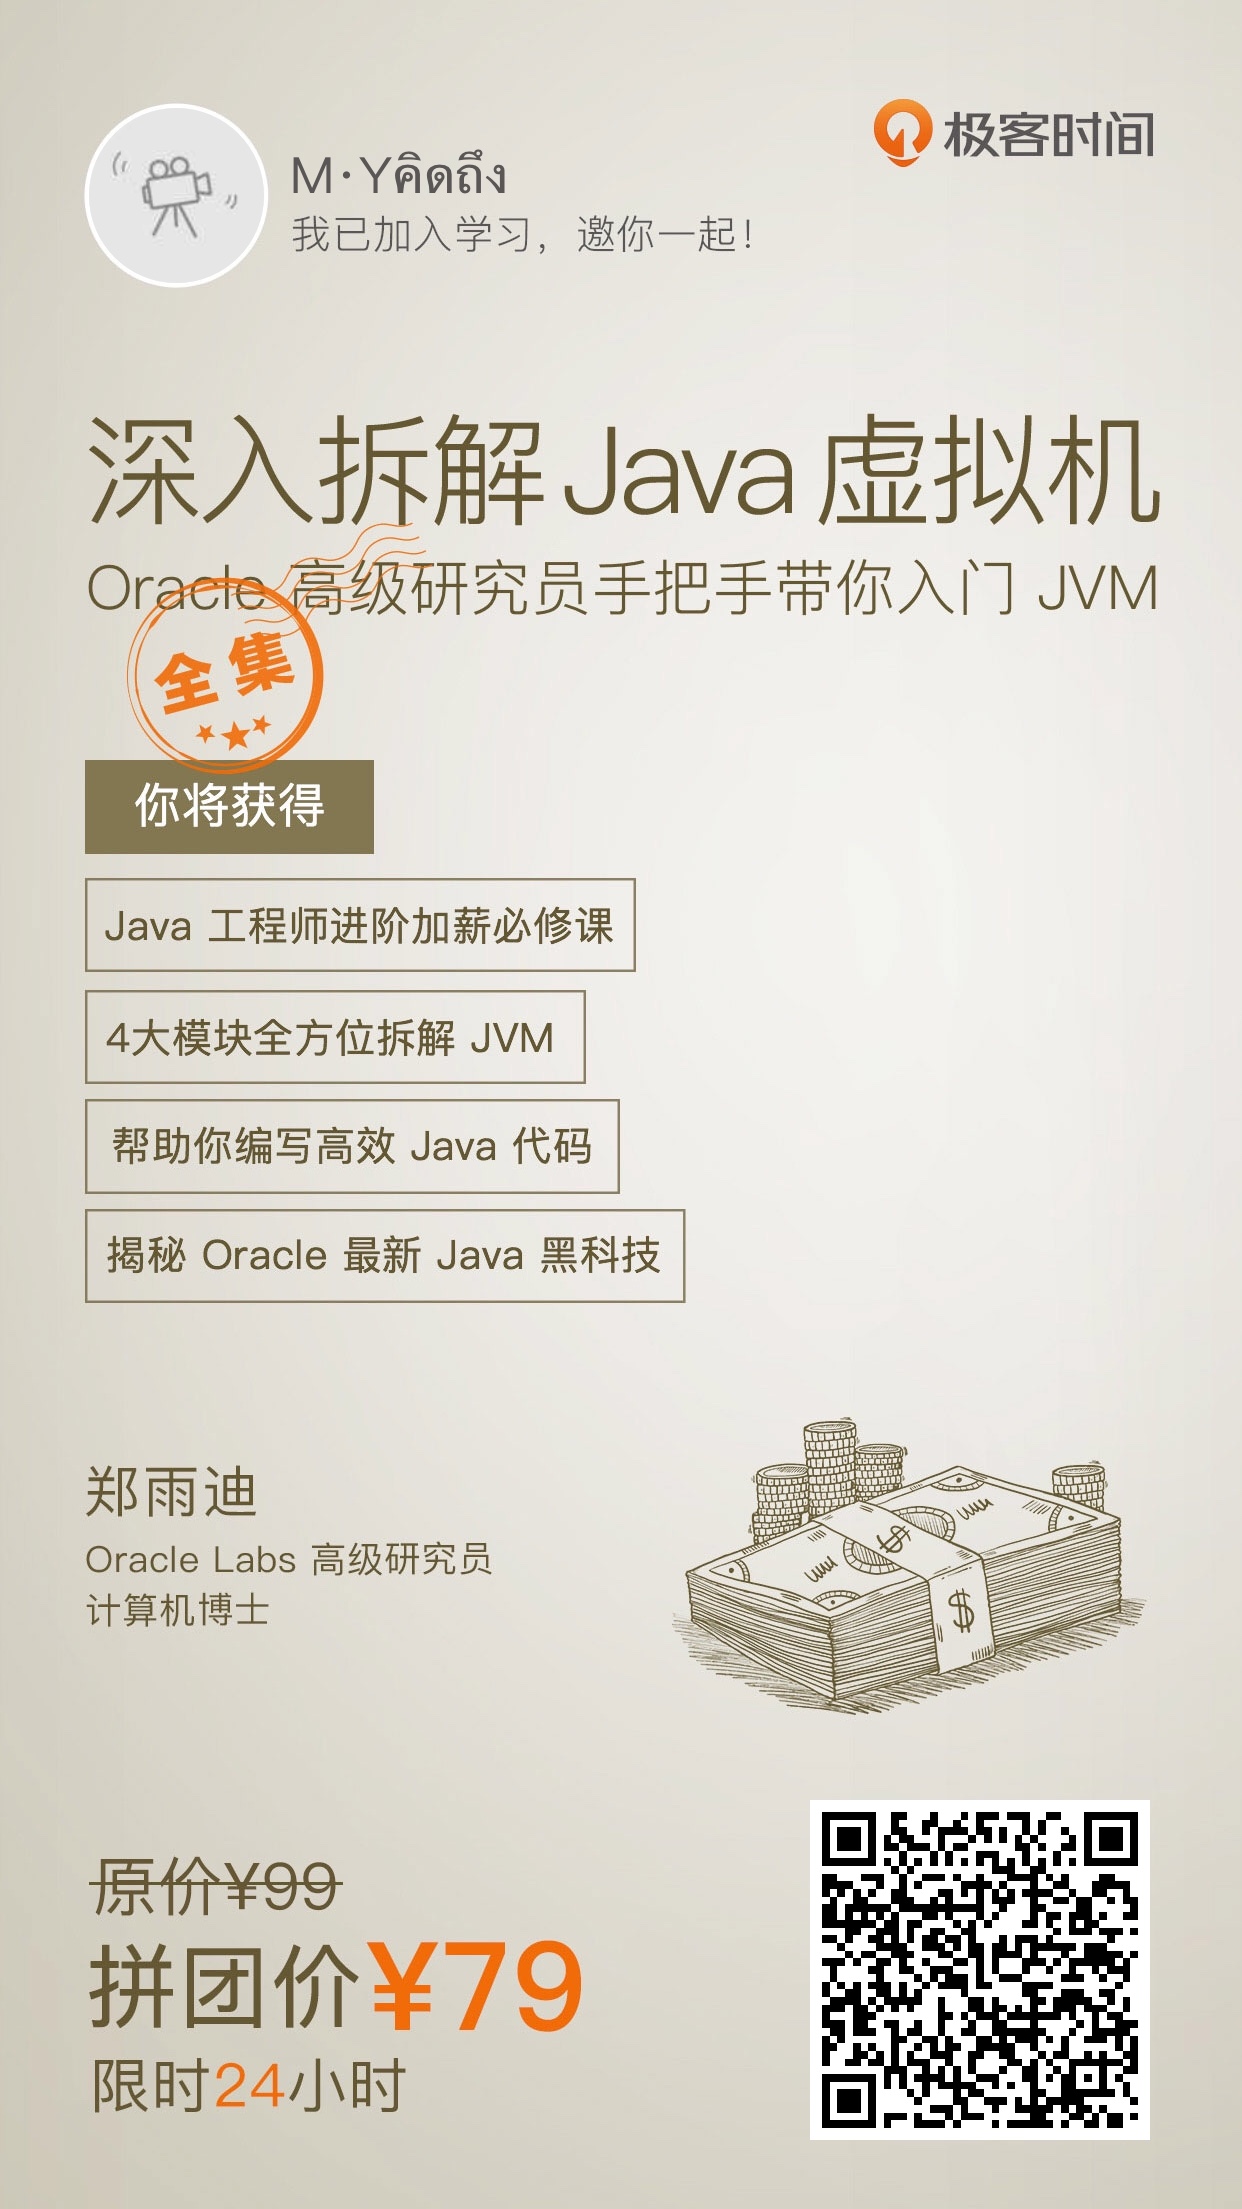 极客时间
M·Yคิดถึง
我已加入学习，邀你一起！
深入拆解 Java 虚拟机
Oracle 高级研究员手把手带你入门 JVM
全集
你将获得
Java 工程师进阶加薪必修课
4大模块全方位拆解 JVM
帮助你编写高效 Java 代码
揭秘 Oracle 最新 Java 黑科技
郑雨迪
Oracle Labs 高级研究员
计算机博士
$
$
原价¥99
拼团价¥79
限时24小时